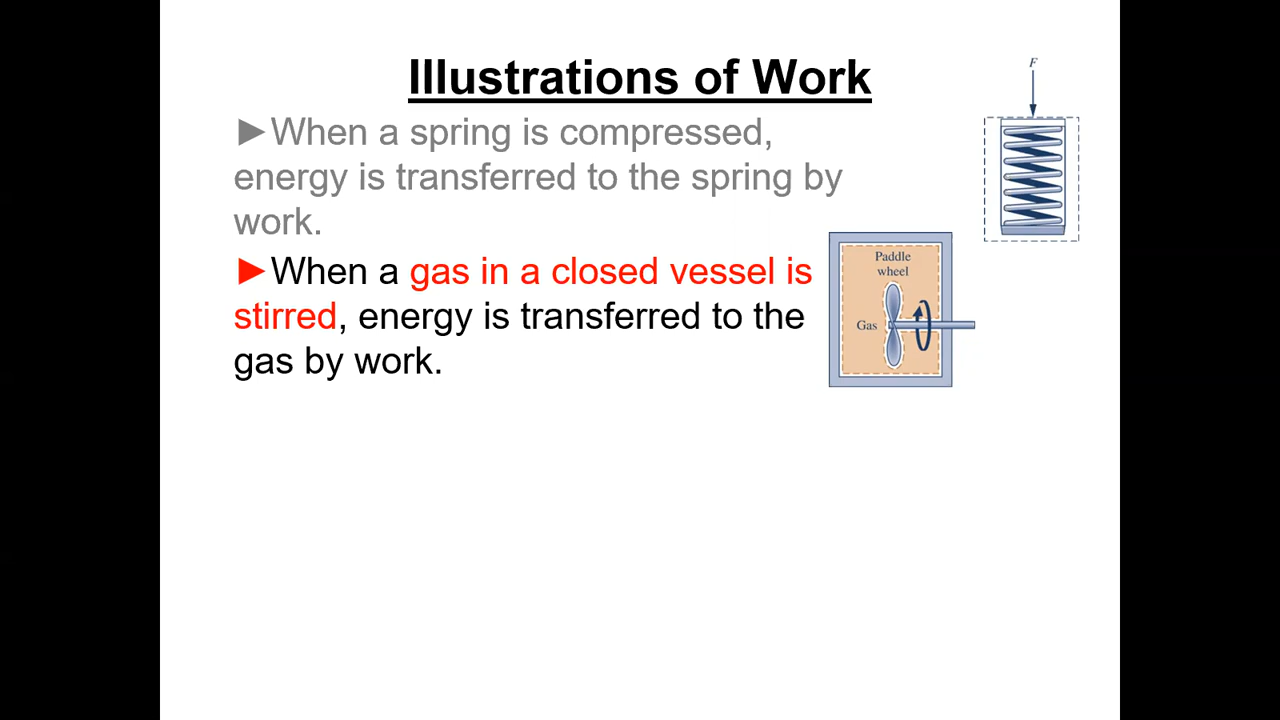 Illustrations of Work
F
►When a spring is compressed,
energy is transferred to the spring by
work.
►When a gas in a closed vessel is
stirred, energy is transferred to the
gas by work.
Paddle
wheel
Gas